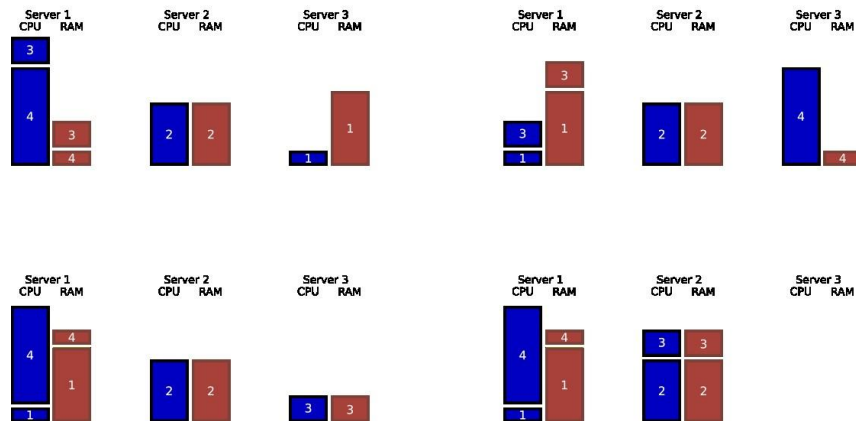 Server 1 Server 2 Server 3 Server 1 Server 2 Server 3
CPU RAM CPU RAM CPU RAM CPU RAM CPU RAM CPU RAM
3 3
4 3 2 2 1 3 1 2 2 4
4 1 1 4
Server 1 Server 2 Server 3 Server 1 Server 2 Server 3
CPU RAM CPU RAM CPU RAM CPU RAM CPU RAM CPU RAM
4 4 3 3
4 1 2 2 4 1 2 2
1 3 3 1